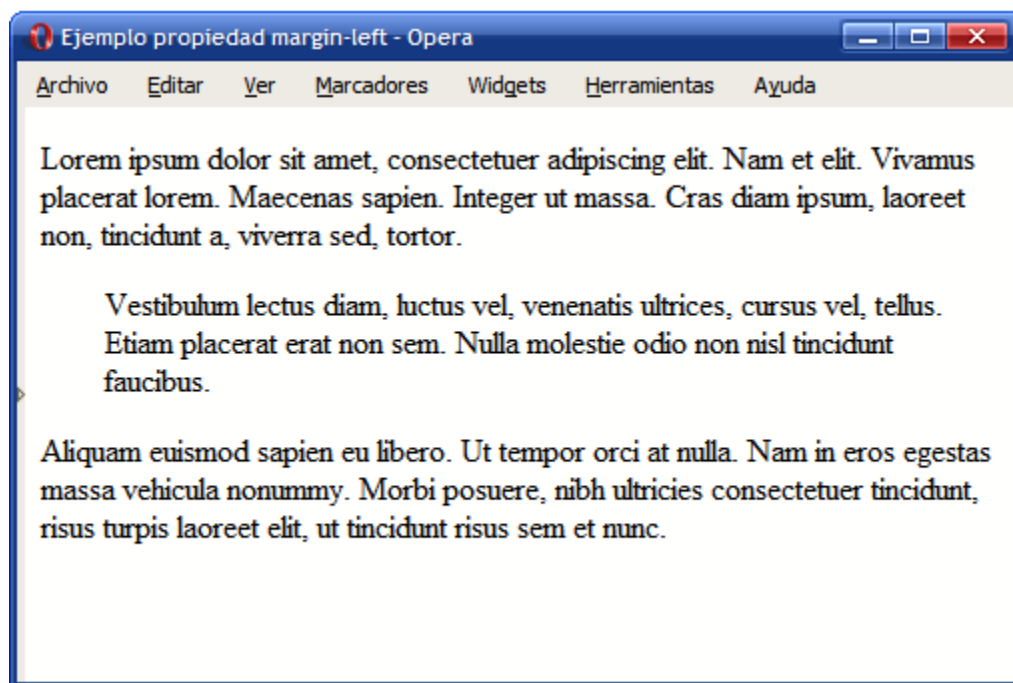 Ejemplo propiedad margin-left - Opera
Archivo Editar Ver Marcadores Widgets Herramientas Ayuda
Lorem ipsum dolor sit amet, consectetuer adipiscing elit. Nam et elit. Vivamus
placerat lorem. Maecenas sapien. Integer ut massa. Cras diam ipsum, laoreet
non, tincidunt a, viverra sed, tortor.
Vestibulum lectus diam, luctus vel, venenatis ultrices, cursus vel, tellus.
Etiam placerat erat non sem. Nulla molestie odio non nisl tincidunt
faucibus.
Aliquam euismod sapien eu libero. Ut tempor orci at nulla. Nam in eros egestas
massa vehicula nonummy. Morbi posuere, nibh ultricies consectetuer tincidunt,
risus turpis laoreet elit, ut tincidunt risus sem et nunc.